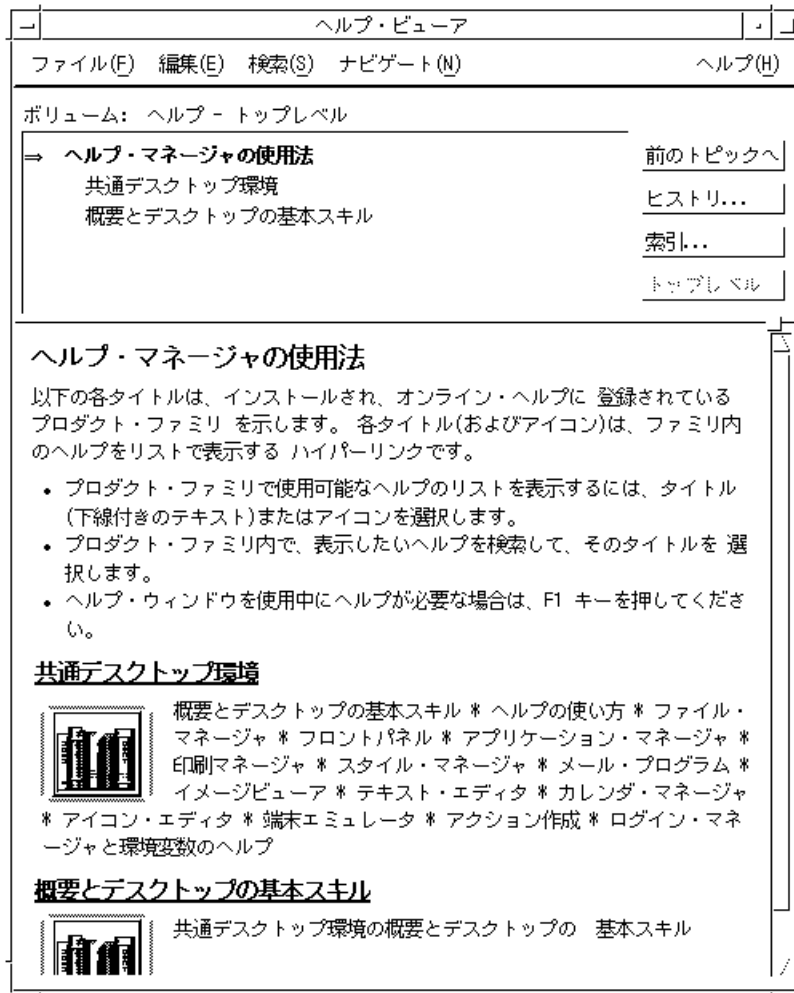 ヘルプ・ビューア
ファイル(F) 編集(E) 検索(S) ナビゲート(N) ヘルプ(H)
ボリューム: ヘルプ - トップレベル
⇒ ヘルプ・マネージャの使用法
共通デスクトップ環境
概要とデスクトップの基本スキル
前のトピックへ
ヒストリ...
索引...
トップレベル
ヘルプ・マネージャの使用法
以下の各タイトルは、インストールされ、オンライン・ヘルプに 登録されている
プロダクト・ファミリ を示します。 各タイトル(およびアイコン)は、ファミリ内
のヘルプをリストで表示する ハイパーリンクです。
• プロダクト・ファミリで使用可能なヘルプのリストを表示するには、タイトル
(下線付きのテキスト)またはアイコンを選択します。
• プロダクト・ファミリ内で、表示したいヘルプを検索して、そのタイトルを 選
択します。
• ヘルプ・ウィンドウを使用中にヘルプが必要な場合は、F1 キーを押してくださ
い。
共通デスクトップ環境
概要とデスクトップの基本スキル * ヘルプの使い方 * ファイル・
マネージャ * フロントパネル * アプリケーション・マネージャ *
印刷マネージャ * スタイル・マネージャ * メール・プログラム *
イメージビューア * テキスト・エディタ * カレンダ・マネージャ
* アイコン・エディタ * 端末エミュレータ * アクション作成 * ログイン・マネ
ージャと環境変数のヘルプ
概要とデスクトップの基本スキル
共通デスクトップ環境の概要とデスクトップの 基本スキル